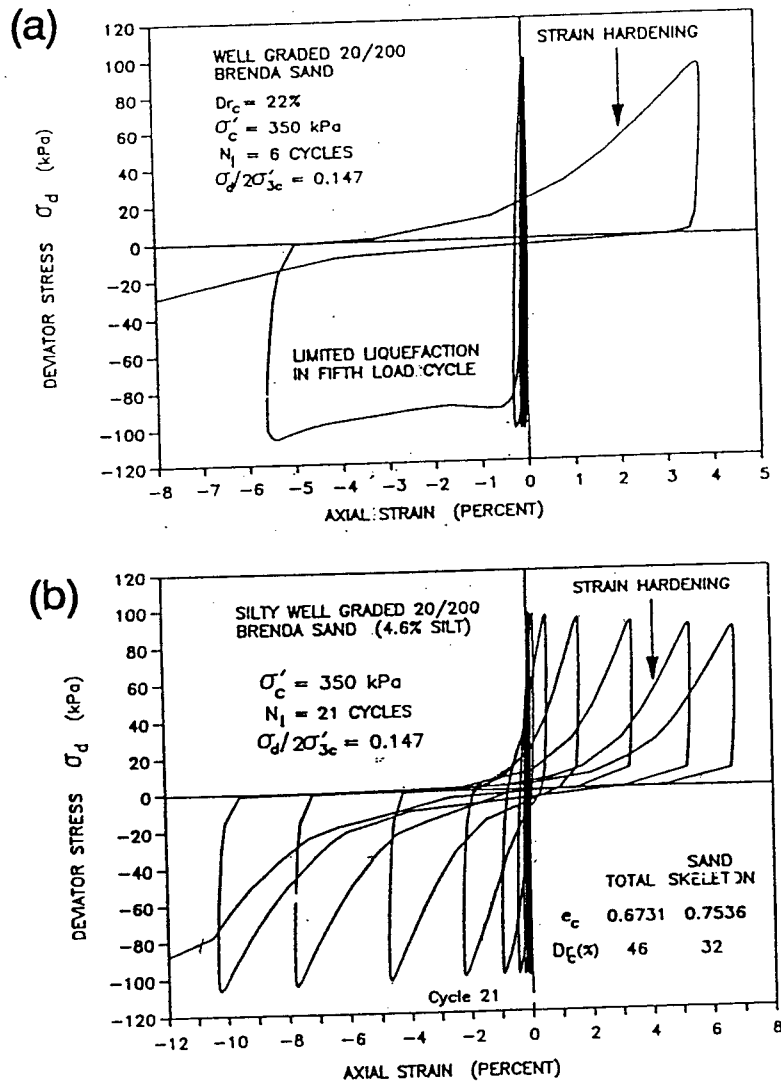 (a)
WELL GRADED 20/200
BRENDA SAND
Drc = 22%
σ'c = 350 kPa
Nl = 6 CYCLES
σd/2σ'3c = 0.147
STRAIN HARDENING
LIMITED LIQUEFACTION
IN FIFTH LOAD CYCLE
DEVIATOR STRESS σd (kPa)
120
100
80
60
40
20
0
−20
−40
−60
−80
−100
−120
−8 −7 −6 −5 −4 −3 −2 −1 0 1 2 3 4 5
AXIAL STRAIN (PERCENT)
(b)
SILTY WELL GRADED 20/200
BRENDA SAND (4.6% SILT)
σ'c = 350 kPa
Nl = 21 CYCLES
σd/2σ'3c = 0.147
STRAIN HARDENING
SAND
TOTAL SKELETON
ec 0.6731 0.7536
Drc(%) 46 32
Cycle 21
DEVIATOR STRESS σd (kPa)
120
100
80
60
40
20
0
−20
−40
−60
−80
−100
−120
−12 −10 −8 −6 −4 −2 0 2 4 6 8
AXIAL STRAIN (PERCENT)